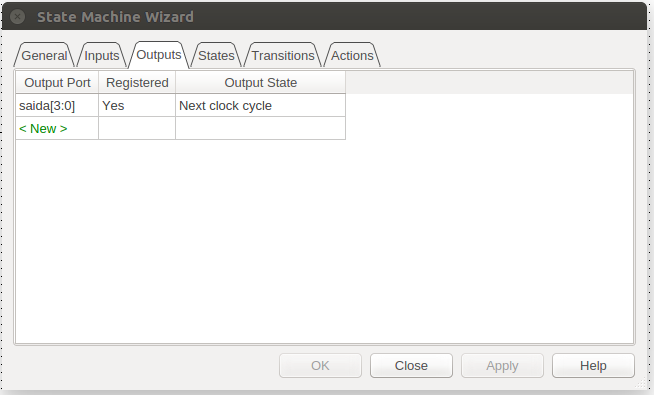 State Machine Wizard
General Inputs Outputs States Transitions Actions
Output Port Registered Output State
saida[3:0] Yes Next clock cycle
< New >
OK Close Apply Help